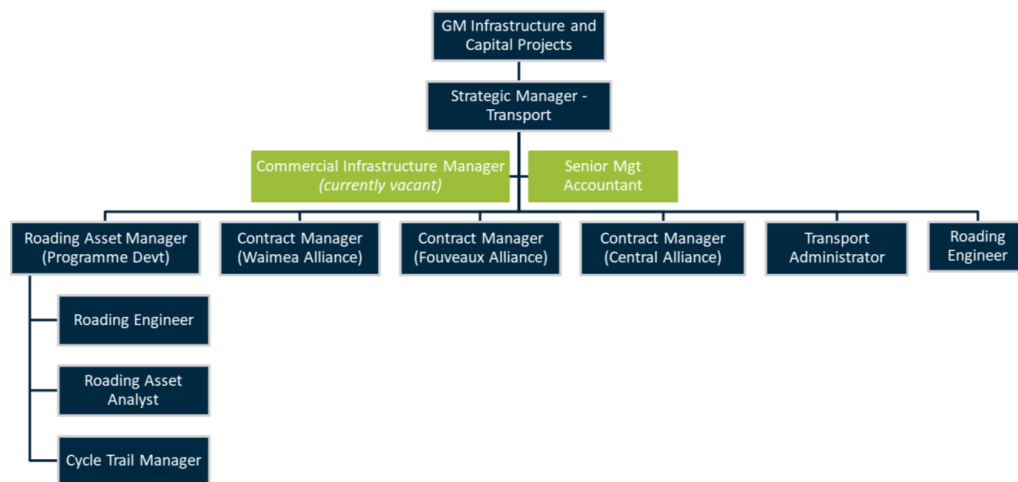 GM Infrastructure and
Capital Projects
Strategic Manager -
Transport
Commercial Infrastructure Manager
(currently vacant)
Senior Mgt
Accountant
Roading Asset Manager
(Programme Devt)
Contract Manager
(Waimea Alliance)
Contract Manager
(Fouveaux Alliance)
Contract Manager
(Central Alliance)
Transport
Administrator
Roading
Engineer
Roading Engineer
Roading Asset
Analyst
Cycle Trail Manager